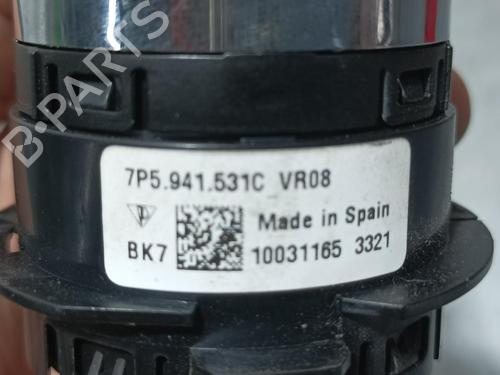 B-PARTS
7P5.941.531C VR08
Made in Spain
BK7 10031165 3321